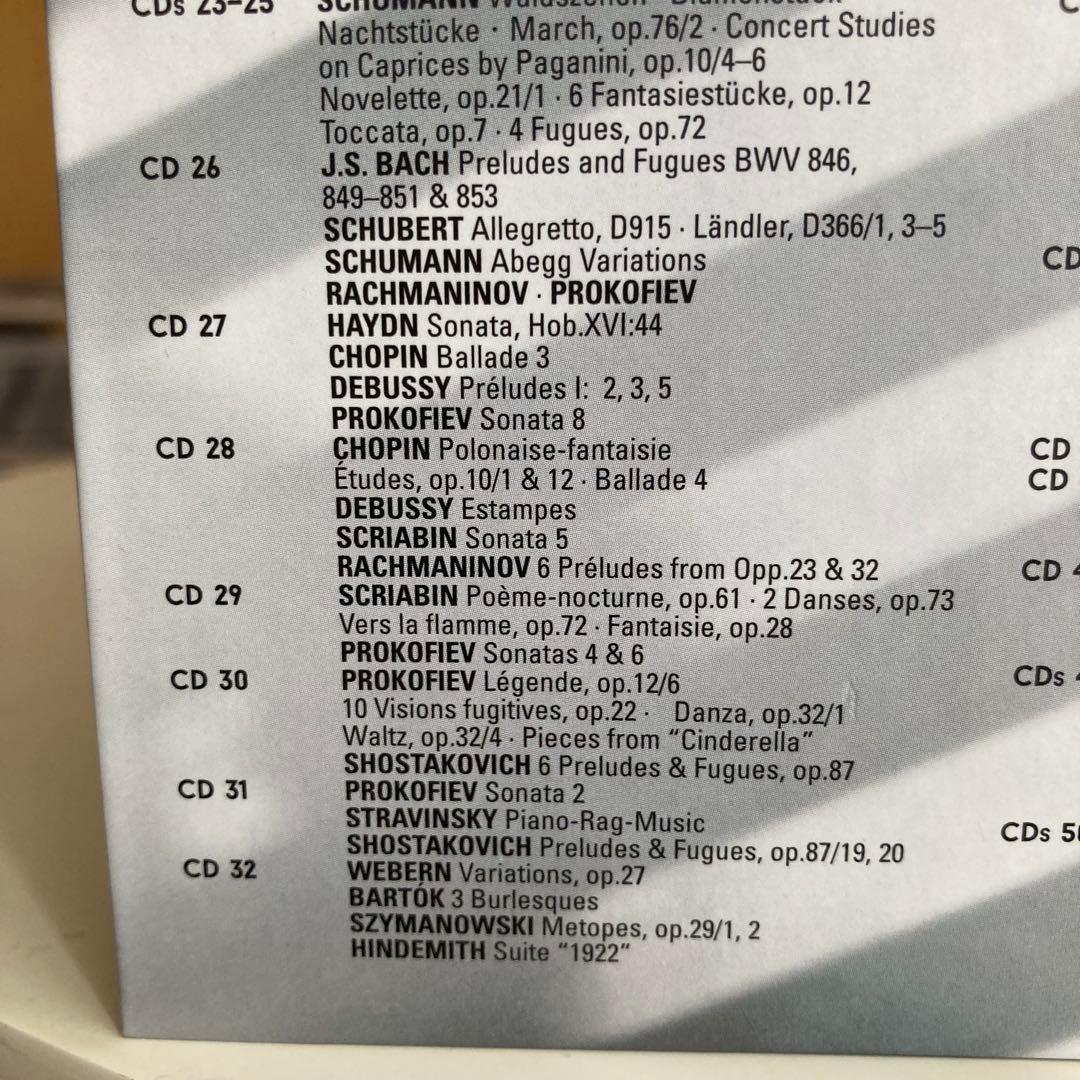 CDs 23–25 SCHUMANN Waldszenen · Blumenstück
Nachtstücke · March, op.76/2 · Concert Studies
on Caprices by Paganini, op.10/4–6
Novelette, op.21/1 · 6 Fantasiestücke, op.12
Toccata, op.7 · 4 Fugues, op.72
CD 26 J.S. BACH Preludes and Fugues BWV 846,
849–851 & 853
SCHUBERT Allegretto, D915 · Ländler, D366/1, 3–5
SCHUMANN Abegg Variations
RACHMANINOV · PROKOFIEV
CD 27 HAYDN Sonata, Hob.XVI:44
CHOPIN Ballade 3
DEBUSSY Préludes I: 2, 3, 5
PROKOFIEV Sonata 8
CD 28 CHOPIN Polonaise-fantaisie
Études, op.10/1 & 12 · Ballade 4
DEBUSSY Estampes
SCRIABIN Sonata 5
RACHMANINOV 6 Préludes from Opp.23 & 32
CD 29 SCRIABIN Poème-nocturne, op.61 · 2 Danses, op.73
Vers la flamme, op.72 · Fantaisie, op.28
PROKOFIEV Sonatas 4 & 6
CD 30 PROKOFIEV Légende, op.12/6
10 Visions fugitives, op.22 · Danza, op.32/1
Waltz, op.32/4 · Pieces from “Cinderella”
SHOSTAKOVICH 6 Preludes & Fugues, op.87
CD 31 PROKOFIEV Sonata 2
STRAVINSKY Piano-Rag-Music
SHOSTAKOVICH Preludes & Fugues, op.87/19, 20
CD 32 WEBERN Variations, op.27
BARTÓK 3 Burlesques
SZYMANOWSKI Metopes, op.29/1, 2
HINDEMITH Suite “1922”
CD
CD
CD
CD
CDs
CDs